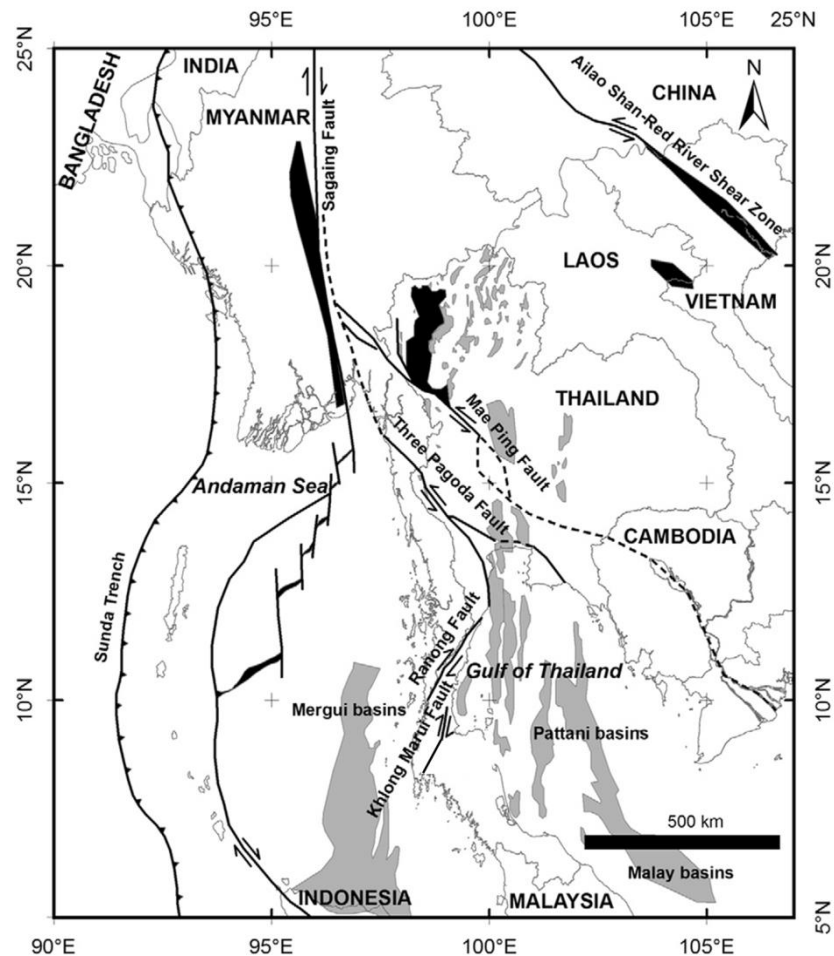 95°E
100°E
105°E
25°N
25°N
BANGLADESH
INDIA
MYANMAR
Sagaing Fault
CHINA
N
Ailao Shan-Red River Shear Zone
20°N
LAOS
VIETNAM
20°N
THAILAND
Mae Ping Fault
Three Pagoda Fault
15°N
Andaman Sea
15°N
CAMBODIA
Sunda Trench
Ranong Fault
Gulf of Thailand
10°N
Mergui basins
Khlong Marui Fault
Pattani basins
10°N
500 km
Malay basins
INDONESIA
MALAYSIA
5°N
90°E
95°E
100°E
105°E